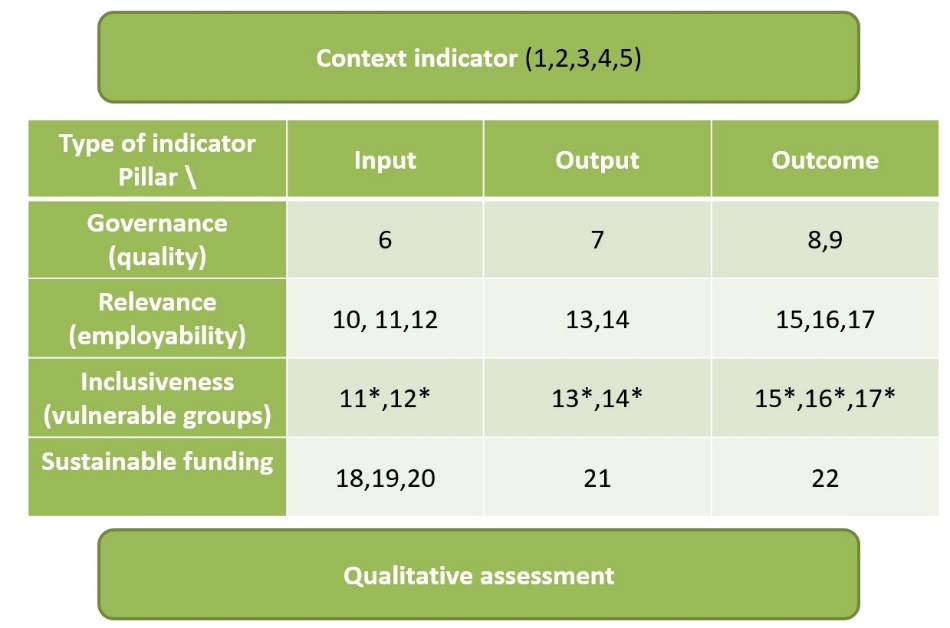 Context indicator (1,2,3,4,5)
Type of indicator
Pillar \
Input
Output
Outcome
Governance
(quality)
6
7
8,9
Relevance
(employability)
10, 11,12
13,14
15,16,17
Inclusiveness
(vulnerable groups)
11*,12*
13*,14*
15*,16*,17*
Sustainable funding
18,19,20
21
22
Qualitative assessment